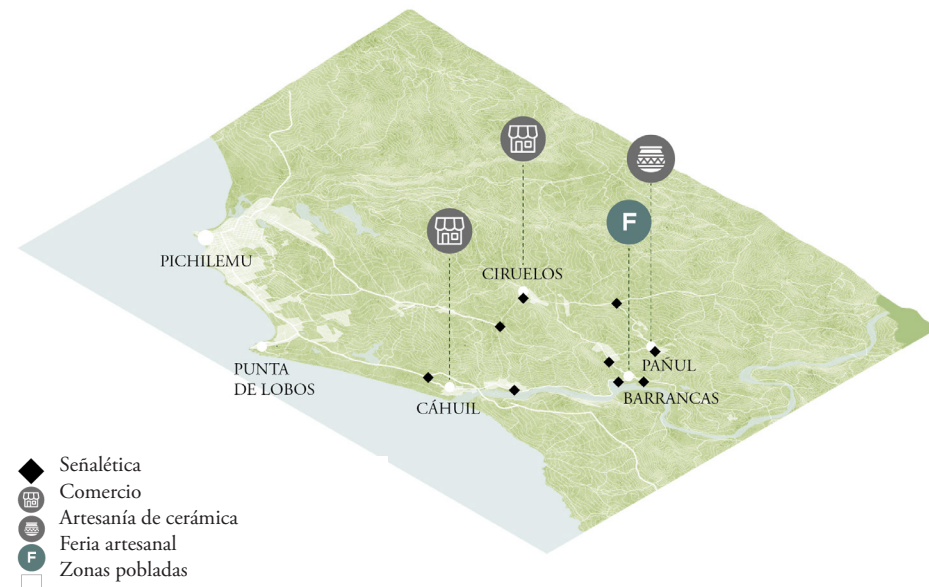 F
CIRUELOS
PICHILEMU
PUNTA
DE LOBOS
PAÑUL
BARRANCAS
CÁHUIL
Señalética
Comercio
Artesanía de cerámica
Feria artesanal
F
Zonas pobladas